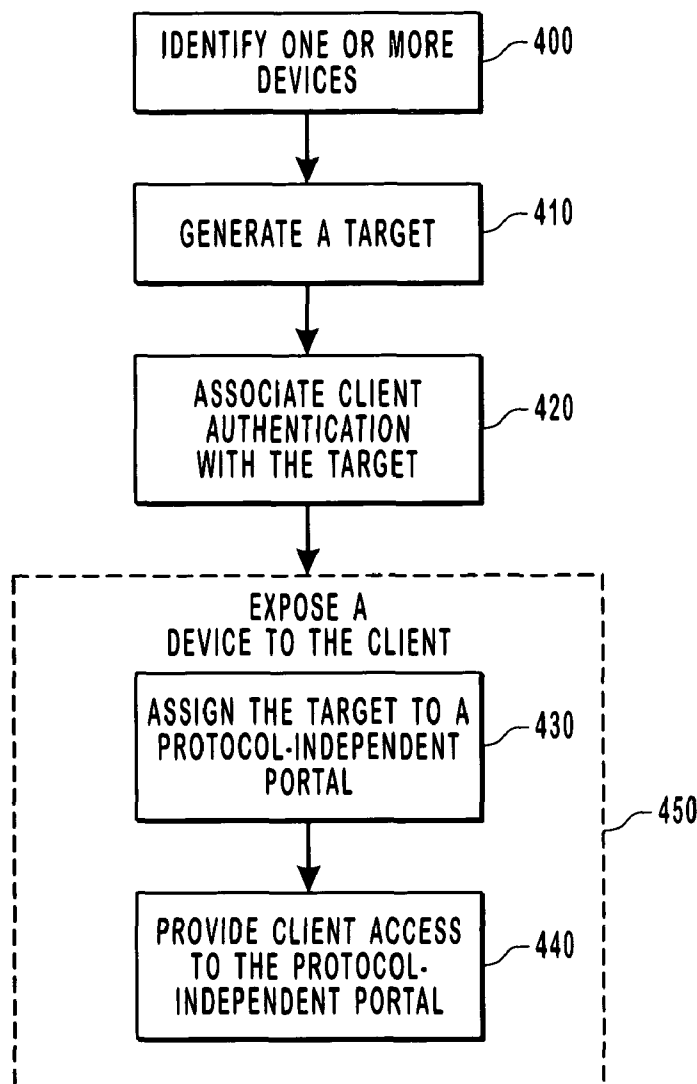 IDENTIFY ONE OR MORE
DEVICES
400
GENERATE A TARGET
410
ASSOCIATE CLIENT
AUTHENTICATION
WITH THE TARGET
420
EXPOSE A
DEVICE TO THE CLIENT
ASSIGN THE TARGET TO A
PROTOCOL-INDEPENDENT
PORTAL
430
450
PROVIDE CLIENT ACCESS
TO THE PROTOCOL-
INDEPENDENT PORTAL
440